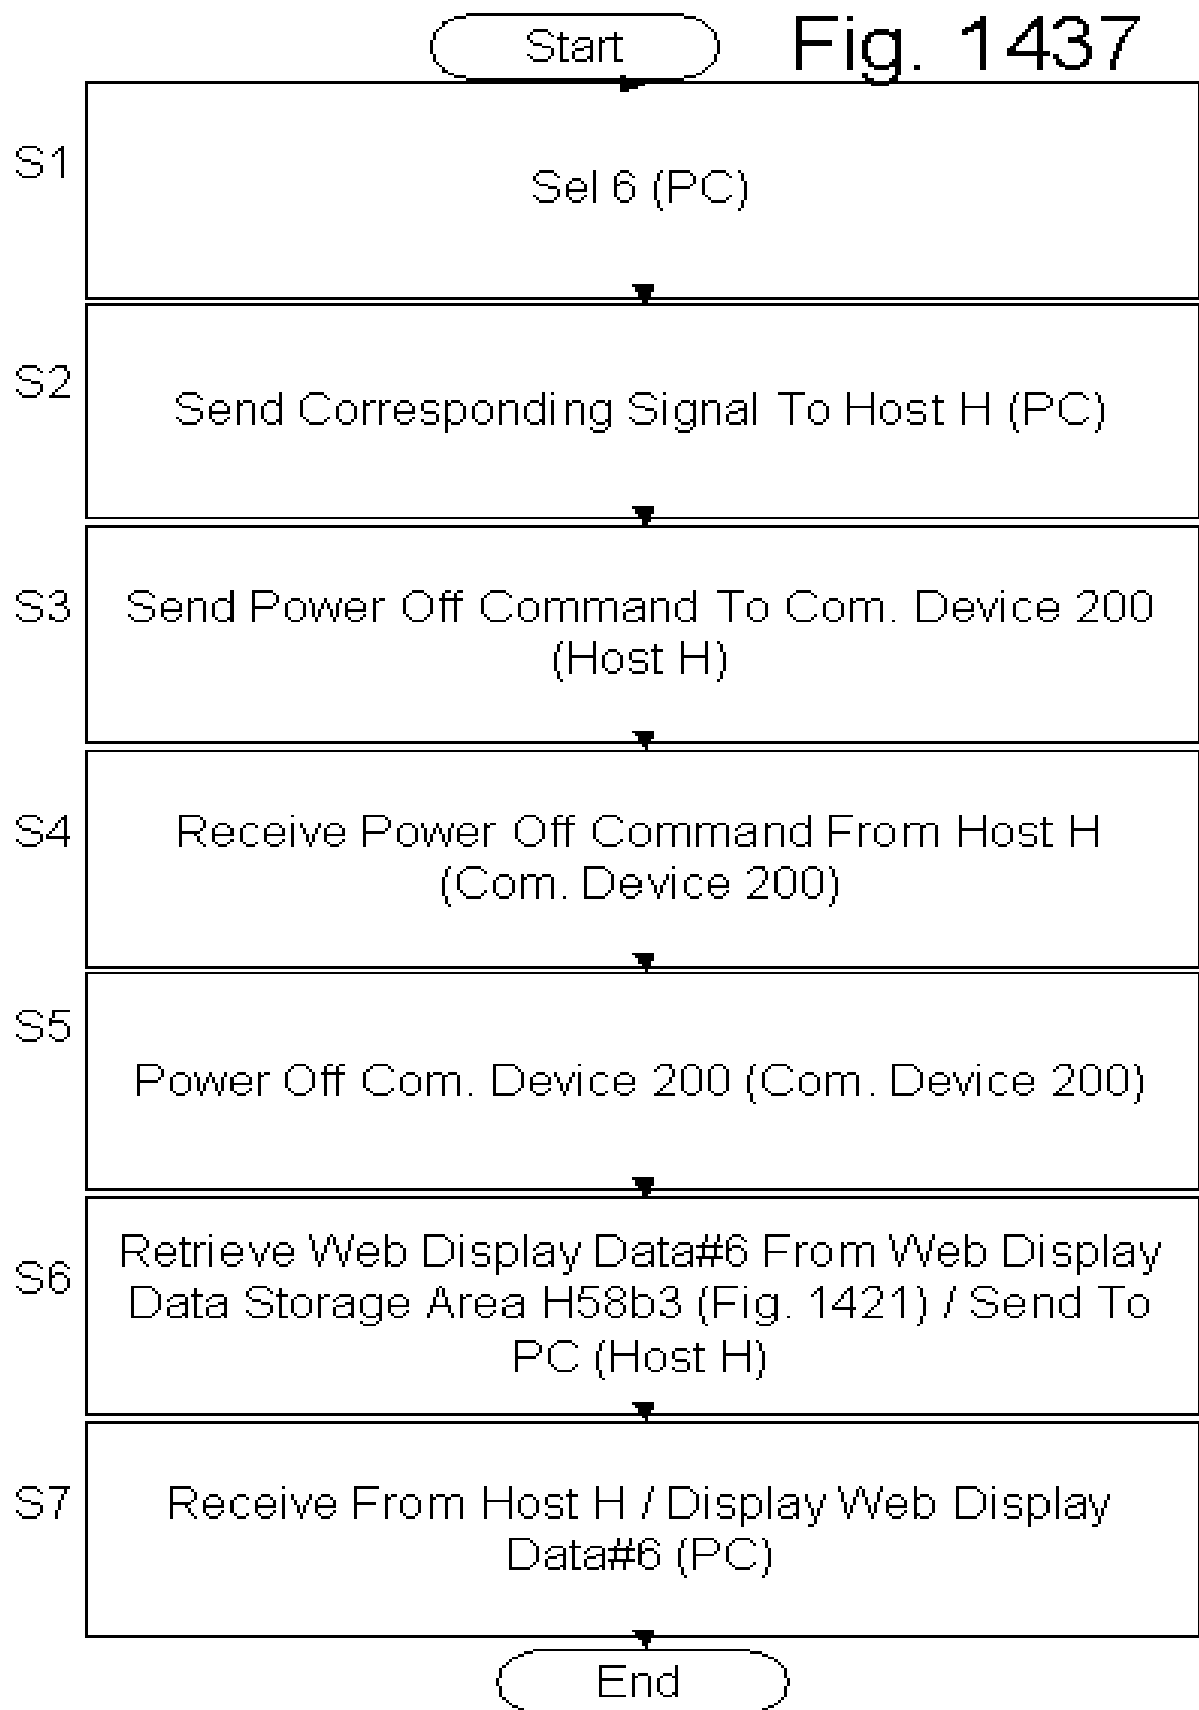 Start
Fig. 1437
S1
Sel 6 (PC)
S2
Send Corresponding Signal To Host H (PC)
S3
Send Power Off Command To Com. Device 200
(Host H)
S4
Receive Power Off Command From Host H
(Com. Device 200)
S5
Power Off Com. Device 200 (Com. Device 200)
S6
Retrieve Web Display Data#6 From Web Display
Data Storage Area H58b3 (Fig. 1421) / Send To
PC (Host H)
S7
Receive From Host H / Display Web Display
Data#6 (PC)
End